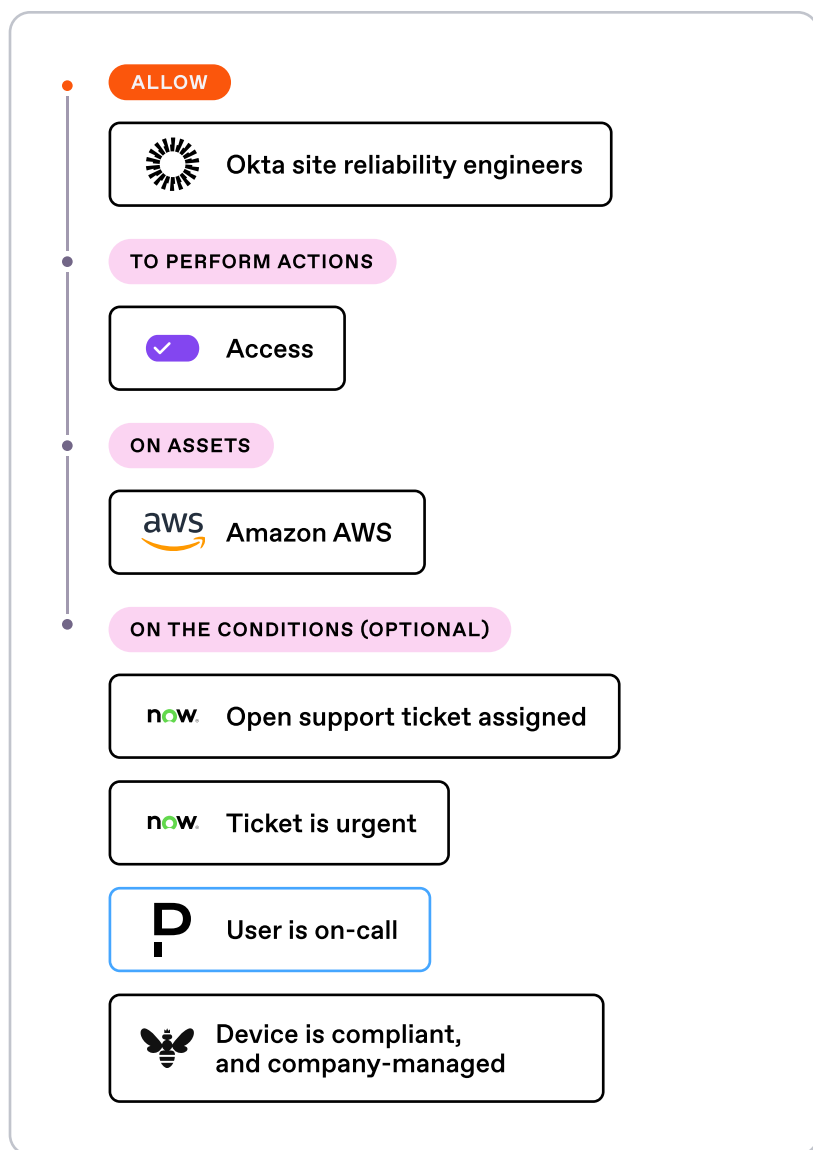 ALLOW
Okta site reliability engineers
TO PERFORM ACTIONS
Access
ON ASSETS
aws Amazon AWS
ON THE CONDITIONS (OPTIONAL)
now. Open support ticket assigned
now. Ticket is urgent
P User is on-call
Device is compliant,
and company-managed